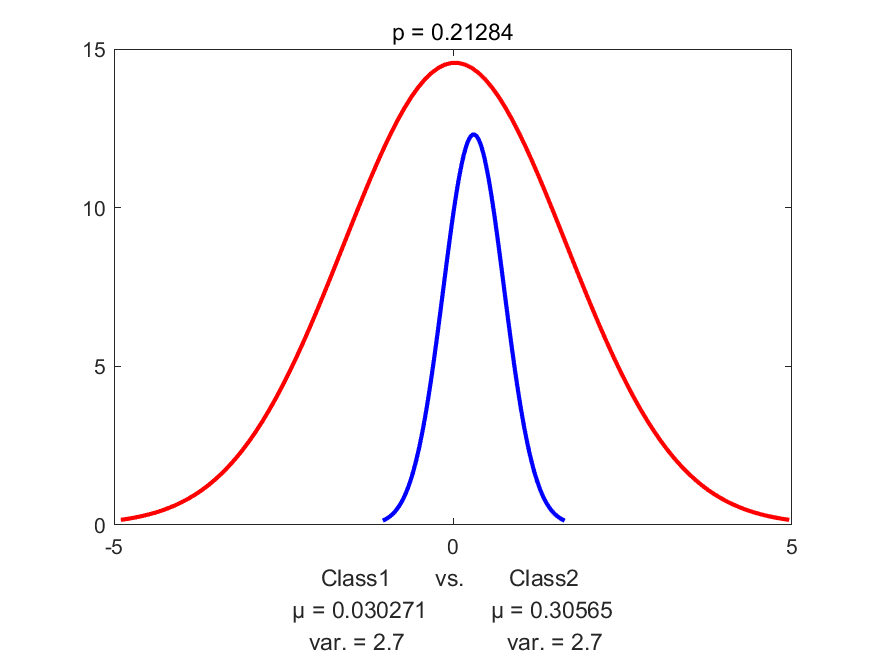 p = 0.21284
15
10
5
0
-5 0 5
Class1 vs. Class2
μ = 0.030271 μ = 0.30565
var. = 2.7 var. = 2.7